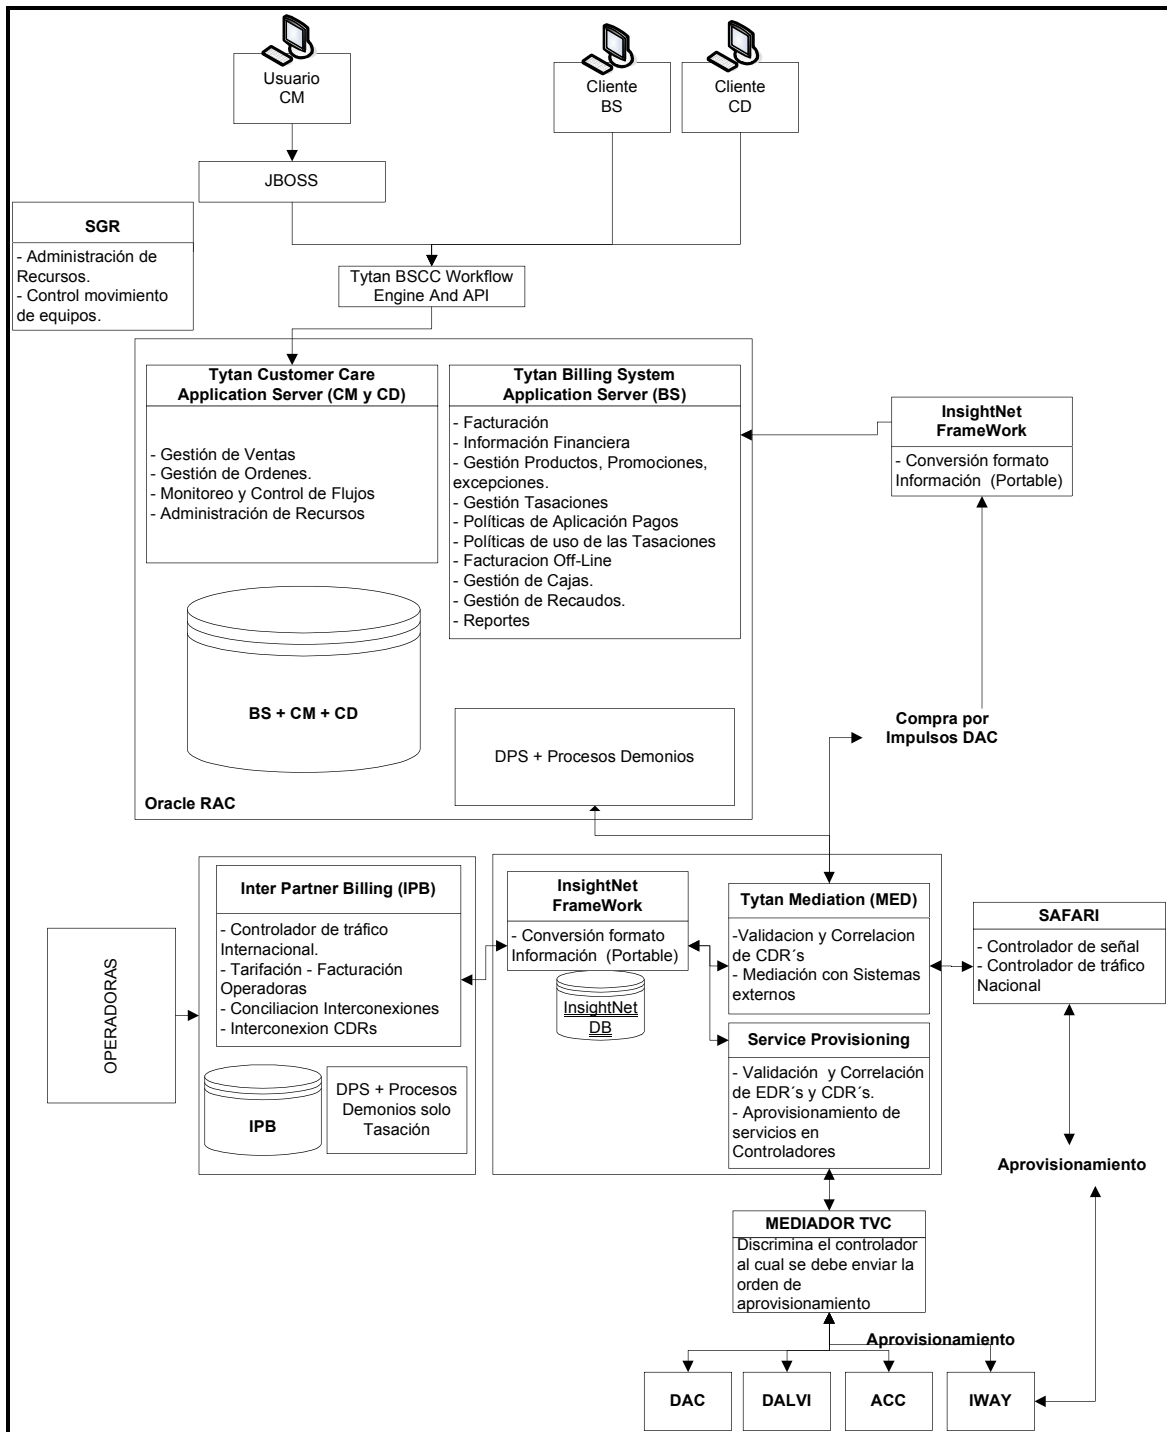 Usuario
CM
Cliente
BS
Cliente
CD
JBOSS
SGR
- Administración de
Recursos.
- Control movimiento
de equipos.
Tytan BSCC Workflow
Engine And API
Tytan Customer Care
Application Server (CM y CD)
- Gestión de Ventas
- Gestión de Ordenes.
- Monitoreo y Control de Flujos
- Administración de Recursos
Tytan Billing System
Application Server (BS)
- Facturación
- Información Financiera
- Gestión Productos, Promociones,
excepciones.
- Gestión Tasaciones
- Políticas de Aplicación Pagos
- Políticas de uso de las Tasaciones
- Facturacion Off-Line
- Gestión de Cajas.
- Gestión de Recaudos.
- Reportes
InsightNet
FrameWork
- Conversión formato
Información (Portable)
BS + CM + CD
DPS + Procesos Demonios
Oracle RAC
Compra por
Impulsos DAC
OPERADORAS
Inter Partner Billing (IPB)
- Controlador de tráfico
Internacional.
- Tarifación - Facturación
Operadoras
- Conciliacion Interconexiones
- Interconexion CDRs
IPB
DPS + Procesos
Demonios solo
Tasación
InsightNet
FrameWork
- Conversión formato
Información (Portable)
InsightNet
DB
Tytan Mediation (MED)
-Validacion y Correlacion
de CDR´s
- Mediación con Sistemas
externos
Service Provisioning
- Validación y Correlación
de EDR´s y CDR´s.
- Aprovisionamiento de
servicios en
Controladores
SAFARI
- Controlador de señal
- Controlador de tráfico
Nacional
Aprovisionamiento
MEDIADOR TVC
Discrimina el controlador
al cual se debe enviar la
orden de
aprovisionamiento
Aprovisionamiento
DAC
DALVI
ACC
IWAY